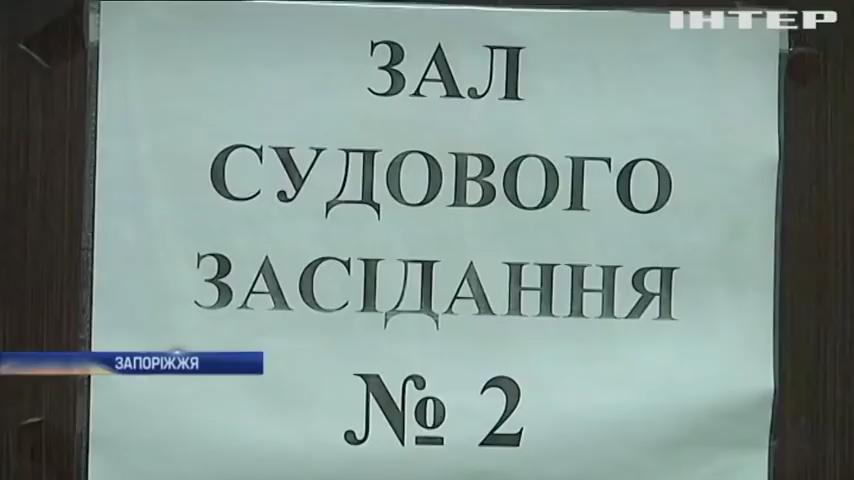 ІНТЕР
ЗАЛ
СУДОВОГО
ЗАСІДАННЯ
ЗАПОРІЖЖЯ
№ 2